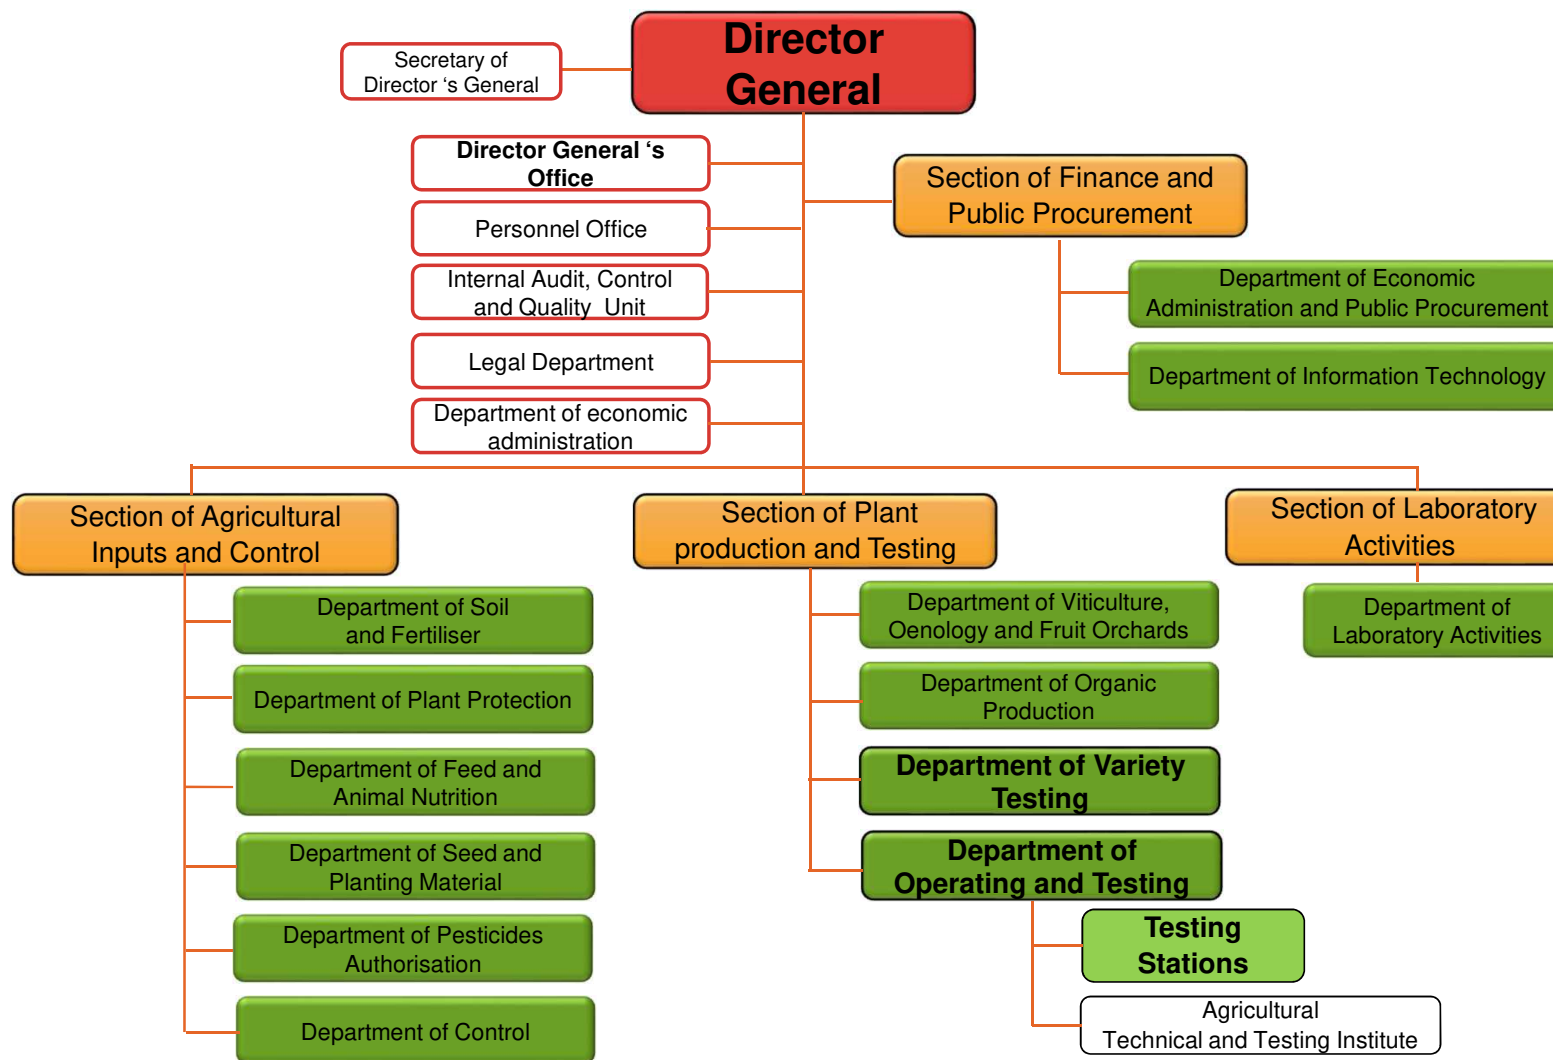 Director
General
Secretary of
Director ‘s General
Director General ‘s
Office
Personnel Office
Internal Audit, Control
and Quality Unit
Legal Department
Department of economic
administration
Section of Finance and
Public Procurement
Department of Economic
Administration and Public Procurement
Department of Information Technology
Section of Agricultural
Inputs and Control
Department of Soil
and Fertiliser
Department of Plant Protection
Department of Feed and
Animal Nutrition
Department of Seed and
Planting Material
Department of Pesticides
Authorisation
Department of Control
Section of Plant
production and Testing
Department of Viticulture,
Oenology and Fruit Orchards
Department of Organic
Production
Department of Variety
Testing
Department of
Operating and Testing
Testing
Stations
Agricultural
Technical and Testing Institute
Section of Laboratory
Activities
Department of
Laboratory Activities